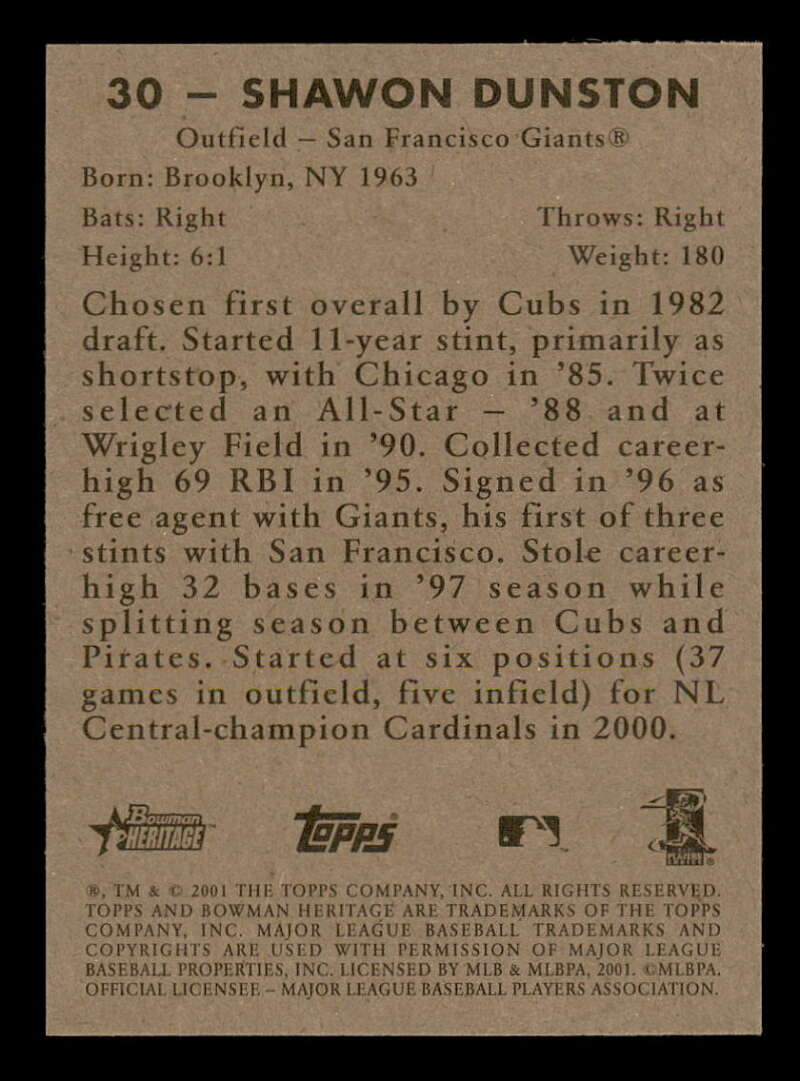 30 – SHAWON DUNSTON
Outfield – San Francisco Giants®
Born: Brooklyn, NY 1963
Bats: Right Throws: Right
Height: 6:1 Weight: 180
Chosen first overall by Cubs in 1982
draft. Started 11-year stint, primarily as
shortstop, with Chicago in ’85. Twice
selected an All-Star – ’88 and at
Wrigley Field in ’90. Collected career-
high 69 RBI in ’95. Signed in ’96 as
free agent with Giants, his first of three
stints with San Francisco. Stole career-
high 32 bases in ’97 season while
splitting season between Cubs and
Pirates. Started at six positions (37
games in outfield, five infield) for NL
Central-champion Cardinals in 2000.
Bowman
HERITAGE™ TOPPS ™ ®
®, TM & © 2001 THE TOPPS COMPANY, INC. ALL RIGHTS RESERVED.
TOPPS AND BOWMAN HERITAGE ARE TRADEMARKS OF THE TOPPS
COMPANY, INC. MAJOR LEAGUE BASEBALL TRADEMARKS AND
COPYRIGHTS ARE USED WITH PERMISSION OF MAJOR LEAGUE
BASEBALL PROPERTIES, INC. LICENSED BY MLB & MLBPA, 2001. ©MLBPA.
OFFICIAL LICENSEE – MAJOR LEAGUE BASEBALL PLAYERS ASSOCIATION.